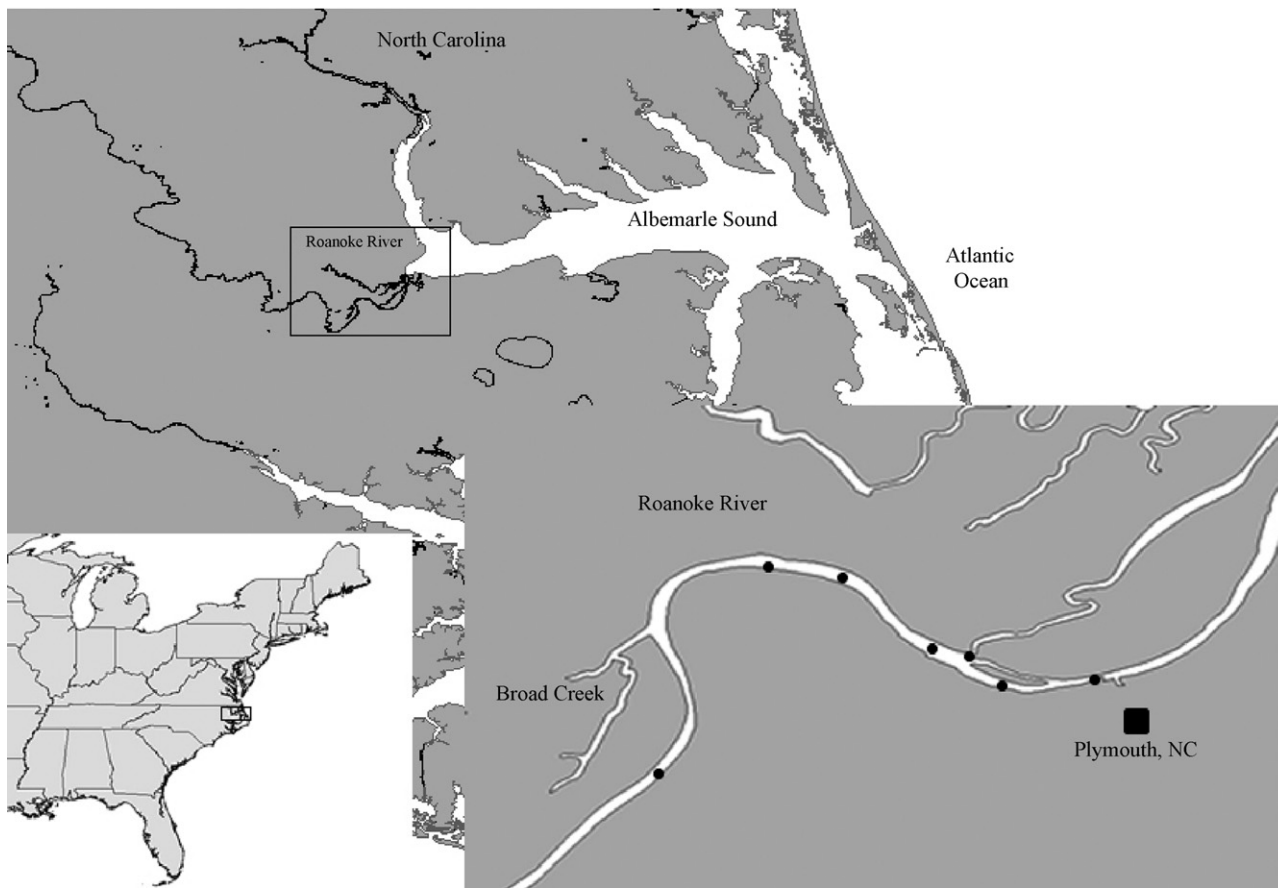 North Carolina
Roanoke River
Albemarle Sound
Atlantic
Ocean
Roanoke River
Broad Creek
Plymouth, NC